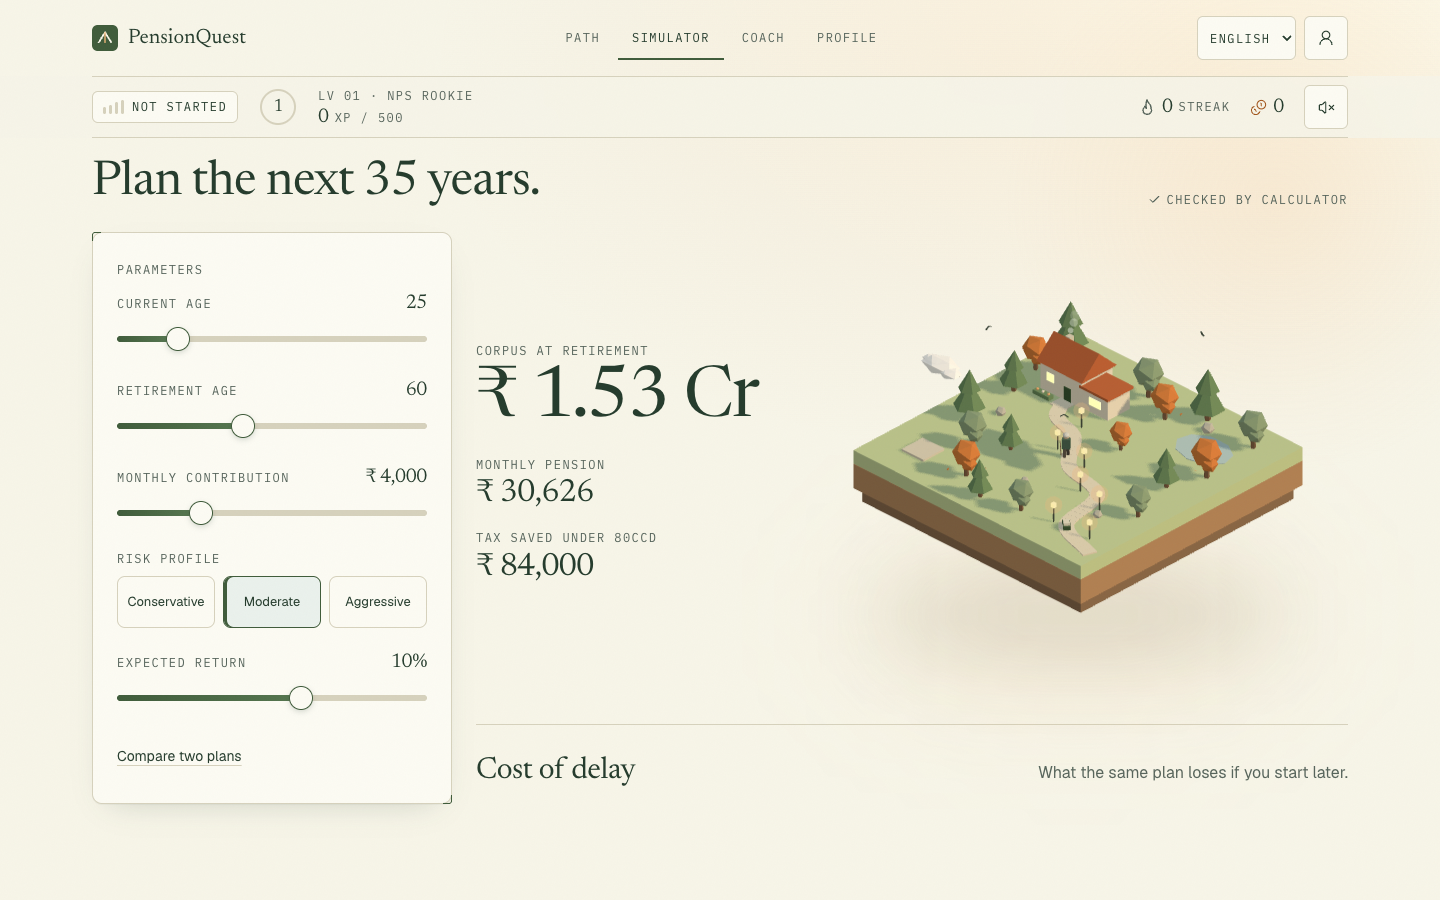 PensionQuest
PATH
SIMULATOR
COACH
PROFILE
ENGLISH
NOT STARTED
1
LV 01 · NPS ROOKIE
0 XP / 500
0 STREAK
0
Plan the next 35 years.
CHECKED BY CALCULATOR
PARAMETERS
CURRENT AGE 25
RETIREMENT AGE 60
MONTHLY CONTRIBUTION ₹ 4,000
RISK PROFILE
Conservative
Moderate
Aggressive
EXPECTED RETURN 10%
Compare two plans
CORPUS AT RETIREMENT
₹ 1.53 Cr
MONTHLY PENSION
₹ 30,626
TAX SAVED UNDER 80CCD
₹ 84,000
Cost of delay
What the same plan loses if you start later.